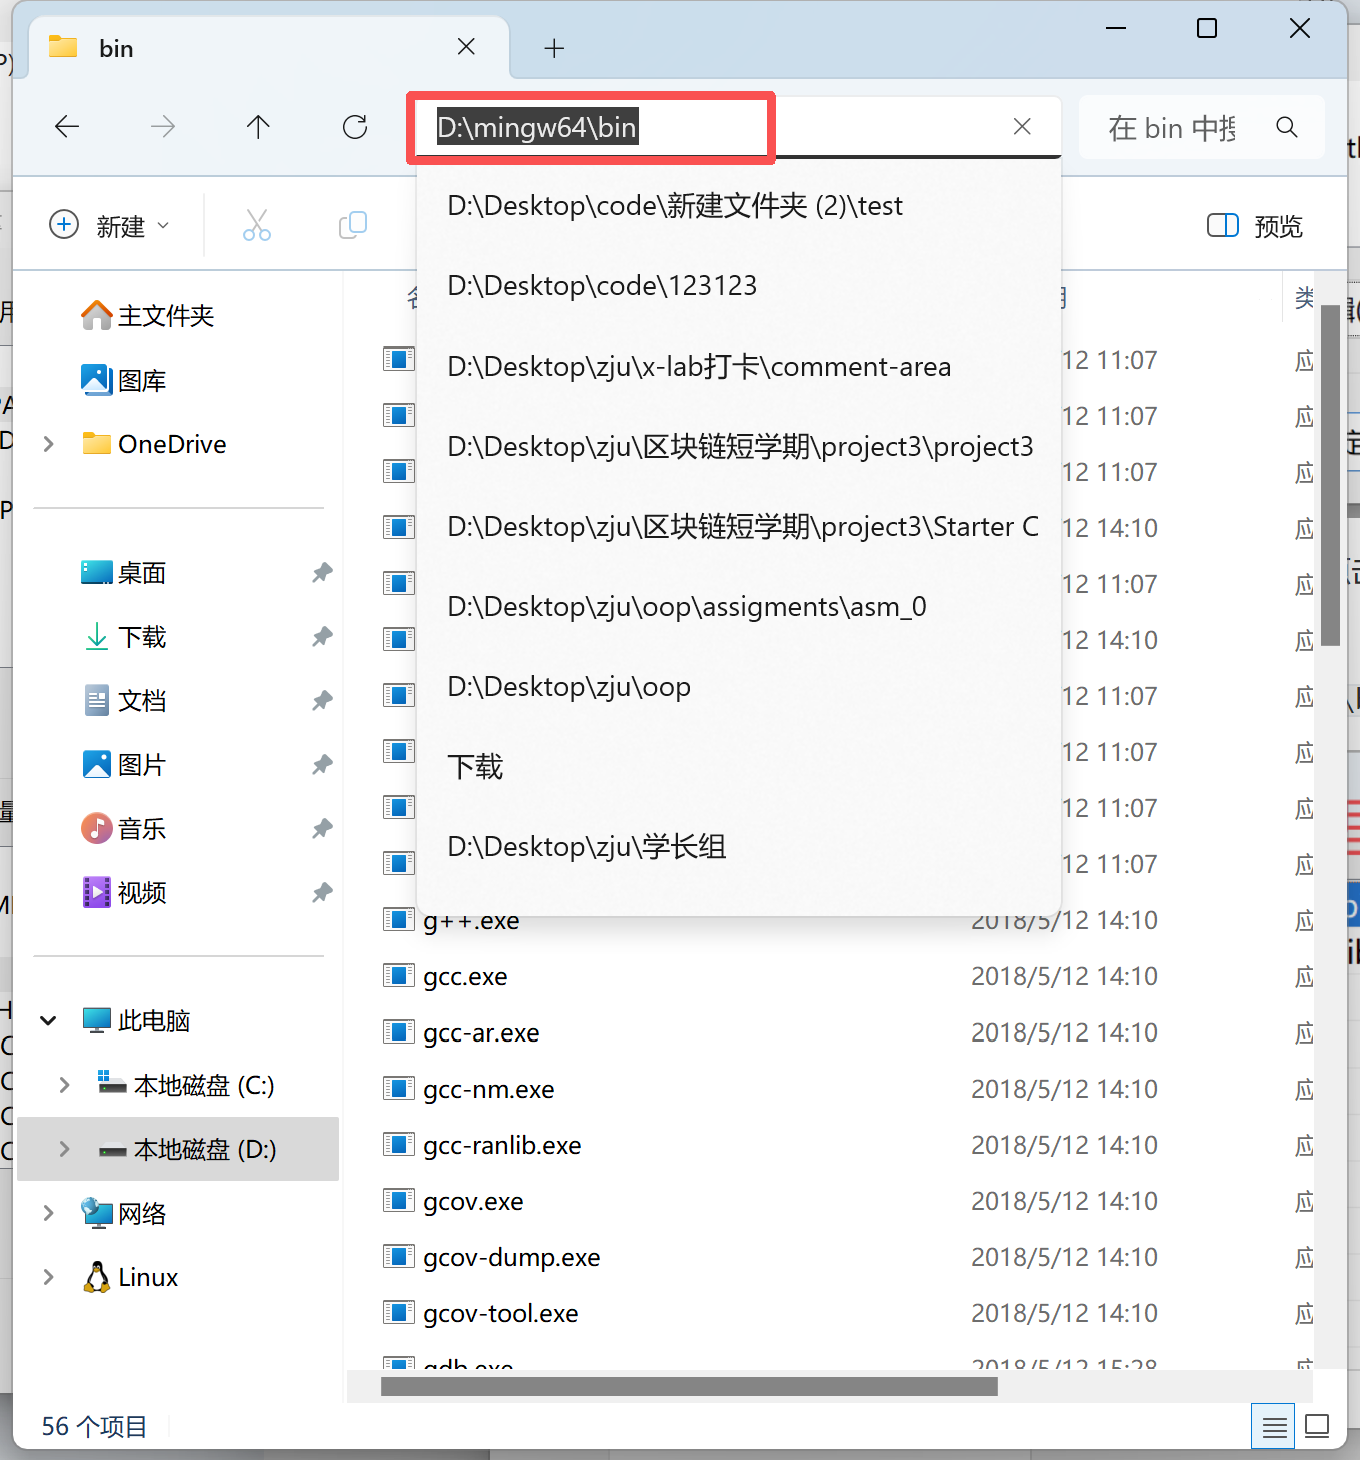 bin
D:\mingw64\bin
在 bin 中搜
新建
预览
D:\Desktop\code\新建文件夹 (2)\test
D:\Desktop\code\123123
D:\Desktop\zju\x-lab打卡\comment-area
D:\Desktop\zju\区块链短学期\project3\project3
D:\Desktop\zju\区块链短学期\project3\Starter C
D:\Desktop\zju\oop\assigments\asm_0
D:\Desktop\zju\oop
下载
D:\Desktop\zju\学长组
主文件夹
图库
OneDrive
桌面
下载
文档
图片
音乐
视频
此电脑
本地磁盘 (C:)
本地磁盘 (D:)
网络
Linux
类
12 11:07 应
12 11:07 应
12 11:07 应
12 14:10 应
12 11:07 应
12 14:10 应
12 11:07 应
12 11:07 应
12 11:07 应
12 11:07 应
g++.exe 2018/5/12 14:10 应
gcc.exe 2018/5/12 14:10 应
gcc-ar.exe 2018/5/12 14:10 应
gcc-nm.exe 2018/5/12 14:10 应
gcc-ranlib.exe 2018/5/12 14:10 应
gcov.exe 2018/5/12 14:10 应
gcov-dump.exe 2018/5/12 14:10 应
gcov-tool.exe 2018/5/12 14:10 应
gdb.exe 2018/5/12 15:28 应
56 个项目